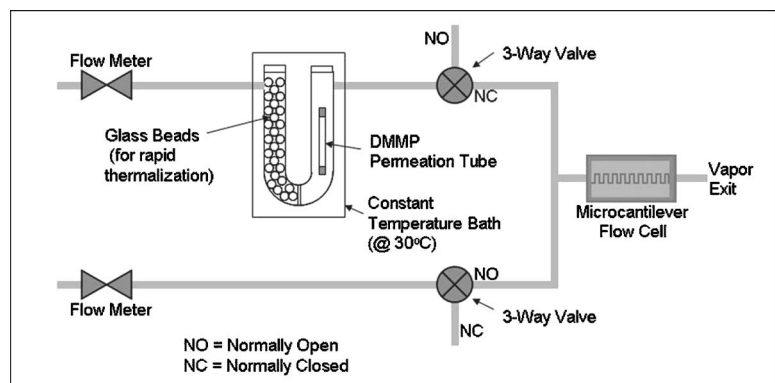 NO
3-Way Valve
Flow Meter
NC
Glass Beads
(for rapid
thermalization)
DMMP
Permeation Tube
Vapor
Exit
Constant
Temperature Bath
(@ 30°C)
Microcantilever
Flow Cell
NO
Flow Meter
3-Way Valve
NC
NO = Normally Open
NC = Normally Closed